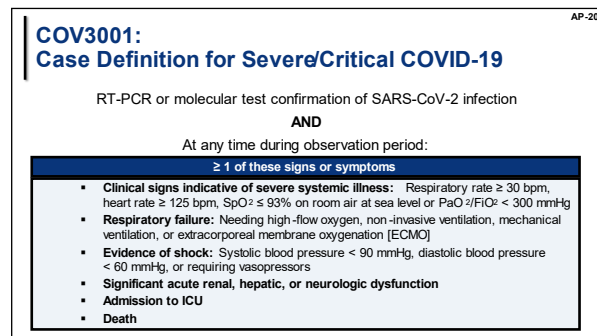 AP-20
COV3001:
Case Definition for Severe/Critical COVID-19
RT-PCR or molecular test confirmation of SARS-CoV-2 infection
AND
At any time during observation period:
≥ 1 of these signs or symptoms
▪ Clinical signs indicative of severe systemic illness: Respiratory rate ≥ 30 bpm,
heart rate ≥ 125 bpm, SpO2 ≤ 93% on room air at sea level or PaO2/FiO2 < 300 mmHg
▪ Respiratory failure: Needing high-flow oxygen, non-invasive ventilation, mechanical
ventilation, or extracorporeal membrane oxygenation [ECMO]
▪ Evidence of shock: Systolic blood pressure < 90 mmHg, diastolic blood pressure
< 60 mmHg, or requiring vasopressors
▪ Significant acute renal, hepatic, or neurologic dysfunction
▪ Admission to ICU
▪ Death